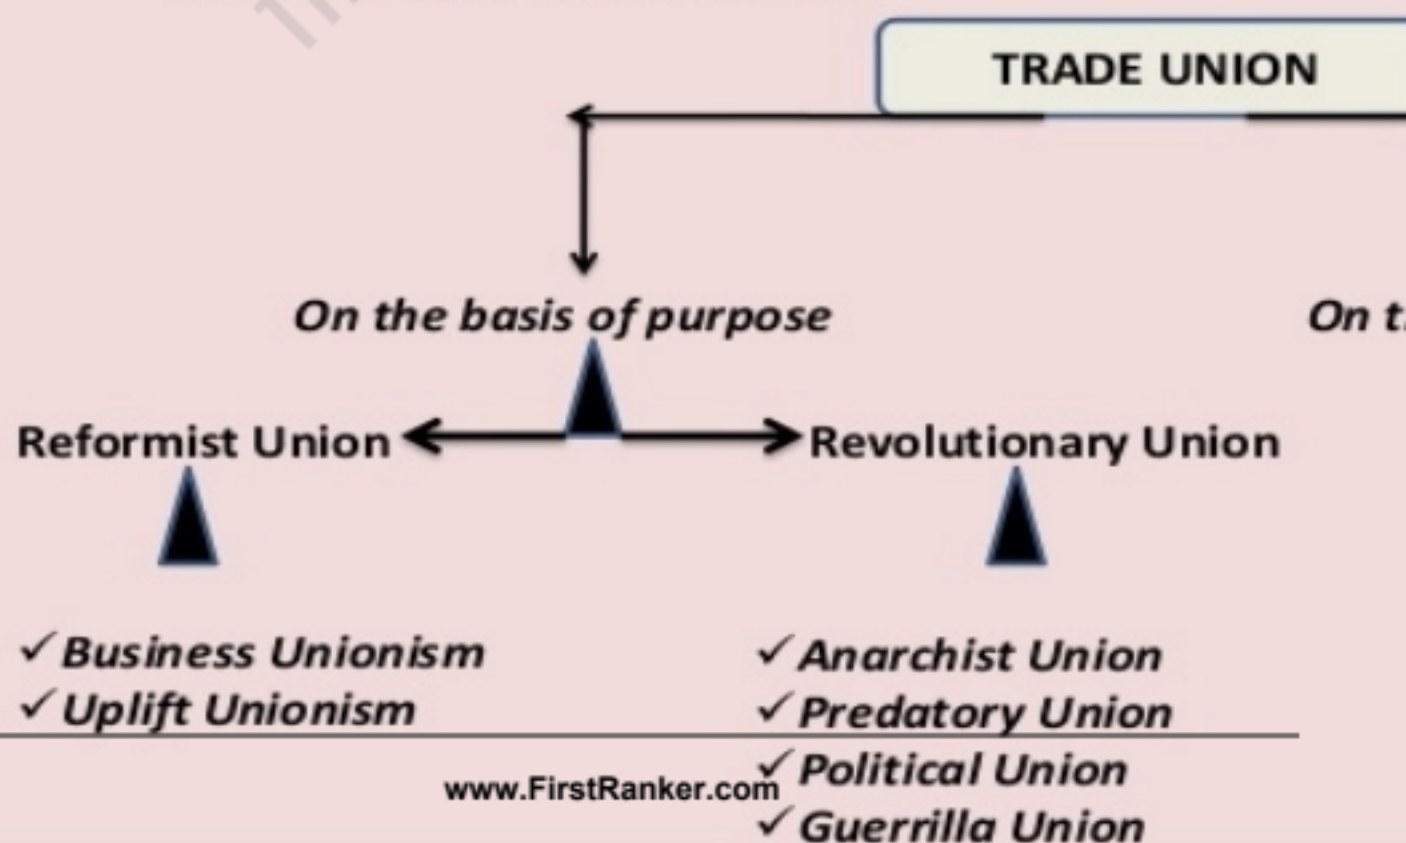 TRADE UNION
On the basis of purpose
On
Reformist Union
Revolutionary Union
✓ Business Unionism
✓ Uplift Unionism
✓ Anarchist Union
✓ Predatory Union
✓ Political Union
✓ Guerrilla Union
www.FirstRanker.com